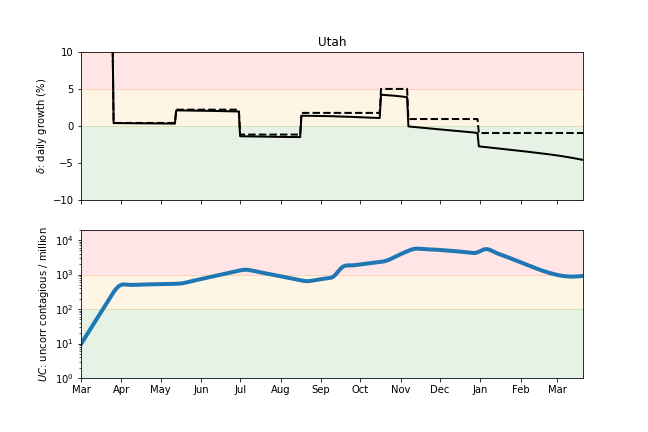 Utah
10
5
0
−5
−10
δ: daily growth (%)
10⁴
10³
10²
10¹
10⁰
UC: uncorr contagious / million
Mar Apr May Jun Jul Aug Sep Oct Nov Dec Jan Feb Mar